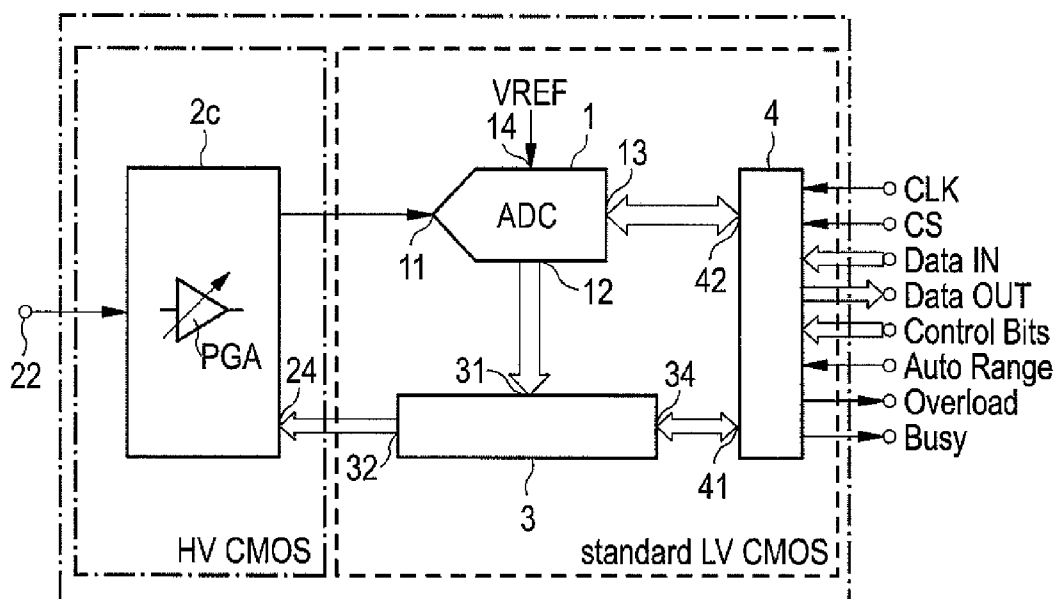 VREF
2c
14
1
4
13
CLK
ADC
CS
11
42
Data IN
12
Data OUT
PGA
Control Bits
22
24
31
34
Auto Range
Overload
32
41
Busy
3
HV CMOS
standard LV CMOS